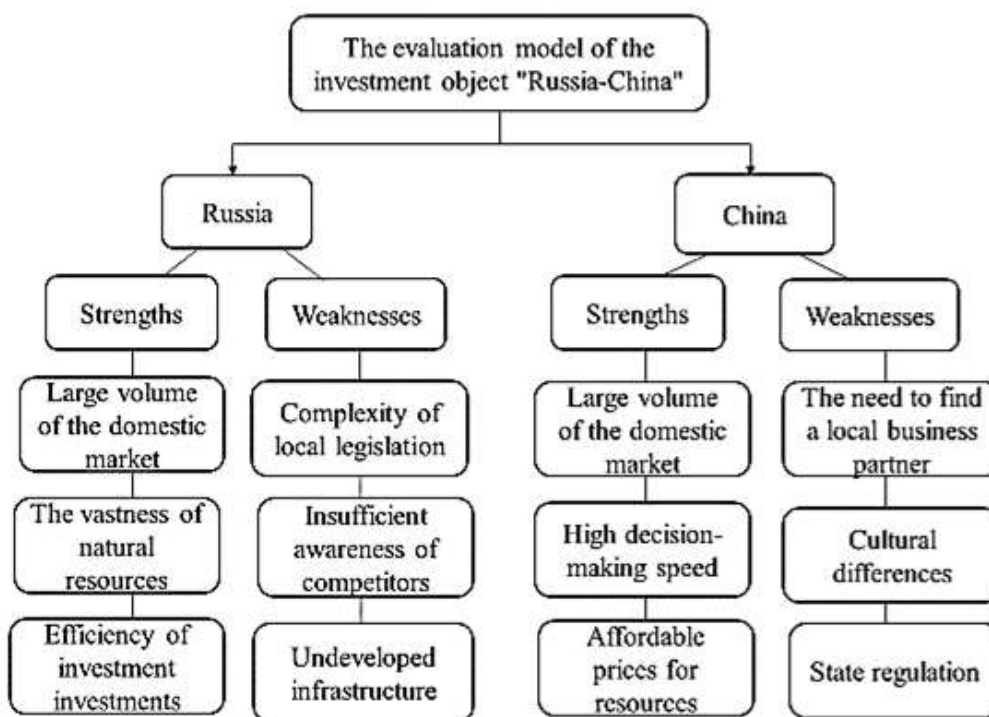 The evaluation model of the
investment object "Russia-China"
Russia
China
Strengths
Weaknesses
Strengths
Weaknesses
Large volume
of the domestic
market
Complexity of
local legislation
Large volume
of the domestic
market
The need to find
a local business
partner
The vastness of
natural
resources
Insufficient
awareness of
competitors
High decision-
making speed
Cultural
differences
Efficiency of
investment
investments
Undeveloped
infrastructure
Affordable
prices for
resources
State regulation